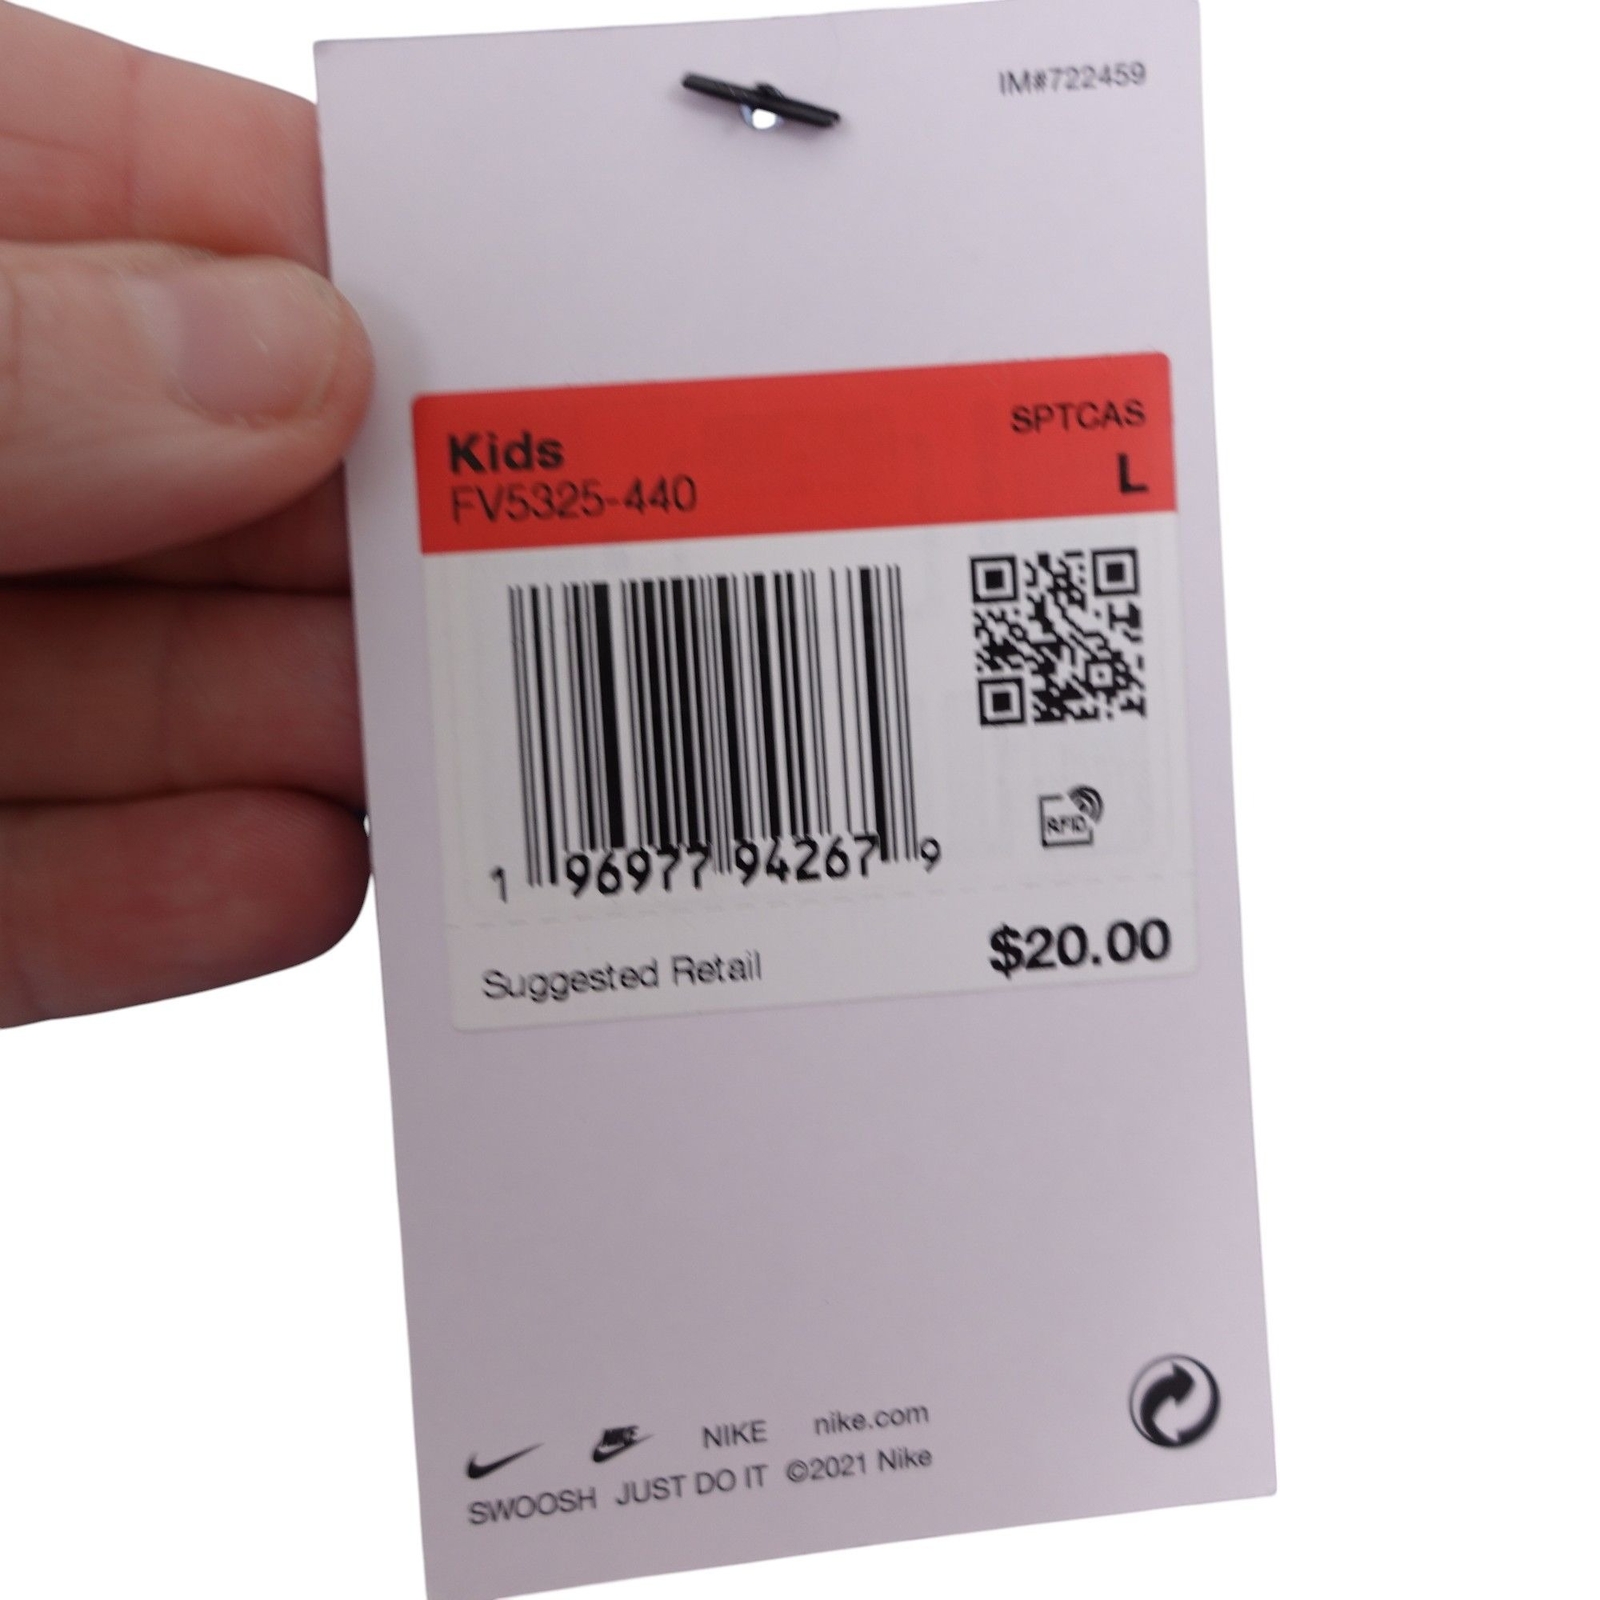 IM#722459
Kids
SPTCAS
FV5325-440
L
RFID
1 96977 94267 9
Suggested Retail
$20.00
NIKE NIKE nike.com
SWOOSH JUST DO IT ©2021 Nike